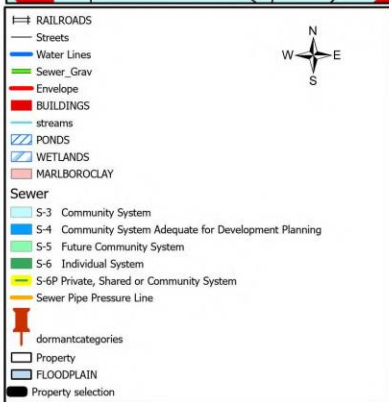 RAILROADS
Streets
Water Lines
Sewer_Grav
Envelope
BUILDINGS
streams
PONDS
WETLANDS
MARLBOROCLAY
Sewer
S-3 Community System
S-4 Community System Adequate for Development Planning
S-5 Future Community System
S-6 Individual System
S-6P Private, Shared or Community System
Sewer Pipe Pressure Line
dormantcategories
Property
FLOODPLAIN
Property selection
N
W E
S